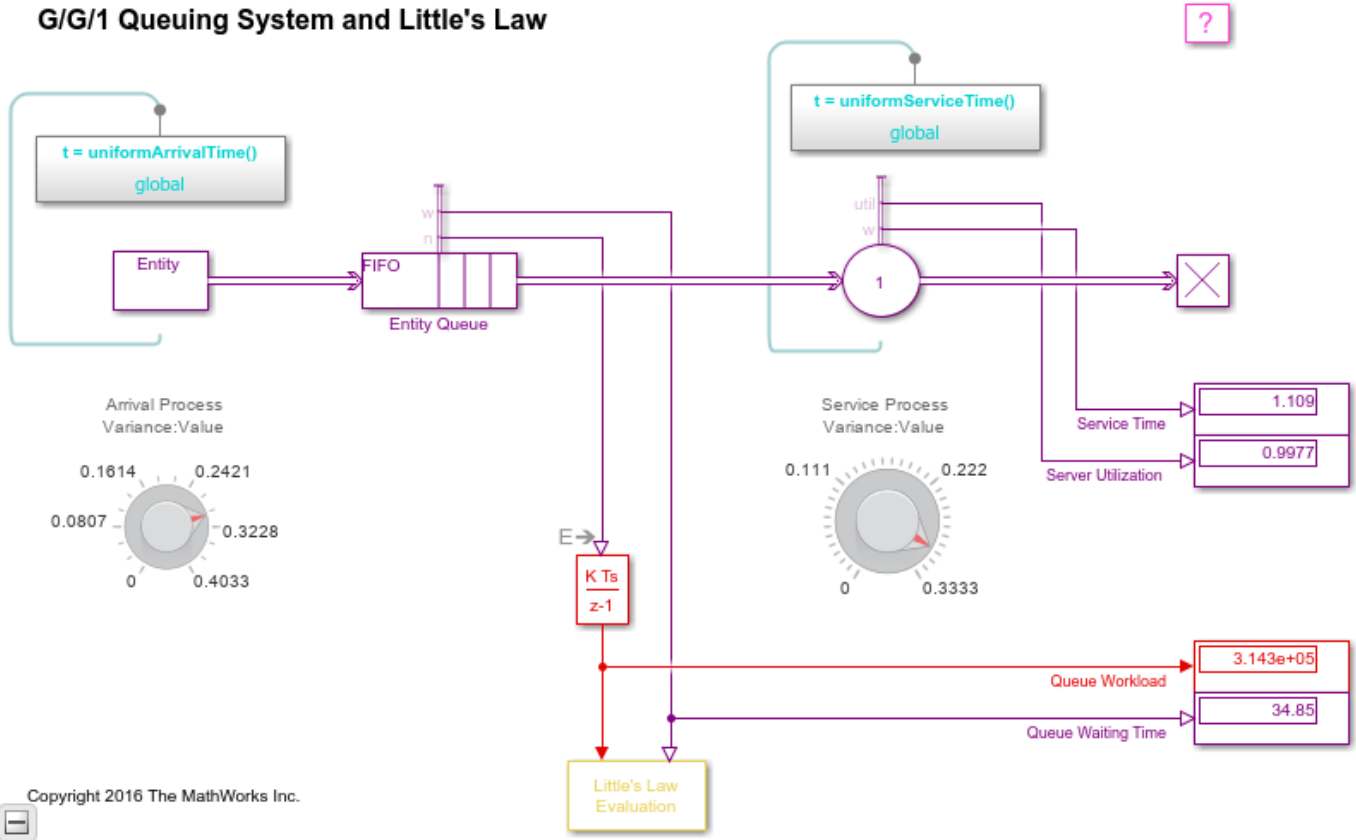 G/G/1 Queuing System and Little's Law
?
t = uniformArrivalTime()
global
t = uniformServiceTime()
global
w
n
util
w
Entity
FIFO
Entity Queue
1
Arrival Process
Variance:Value
0.1614
0.2421
0.0807
0.3228
0
0.4033
Service Process
Variance:Value
0.111
0.222
0
0.3333
1.109
Service Time
0.9977
Server Utilization
E
K Ts
z-1
3.143e+05
Queue Workload
34.85
Queue Waiting Time
Little's Law
Evaluation
Copyright 2016 The MathWorks Inc.